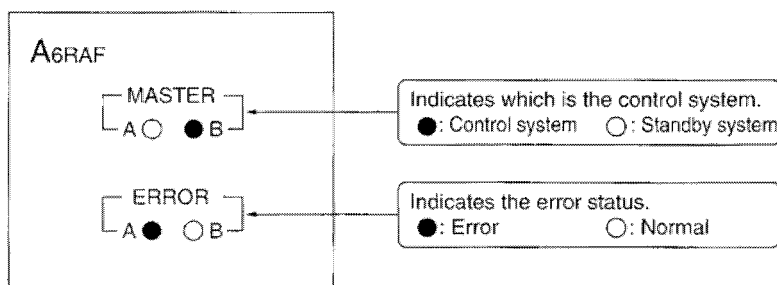 A6RAF
MASTER
A ○ ● B
Indicates which is the control system.
●: Control system ○: Standby system
ERROR
A ● ○ B
Indicates the error status.
●: Error ○: Normal